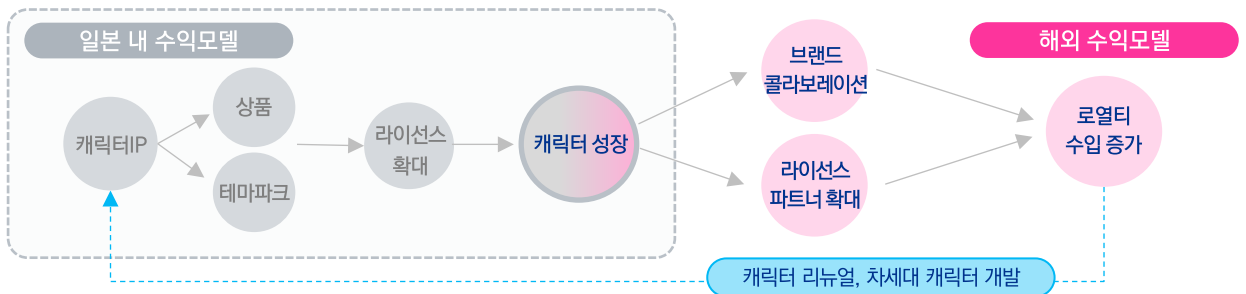 일본 내 수익모델
해외 수익모델
캐릭터IP
상품
테마파크
라이선스
확대
캐릭터 성장
브랜드
콜라보레이션
라이선스
파트너 확대
로열티
수입 증가
캐릭터 리뉴얼, 차세대 캐릭터 개발